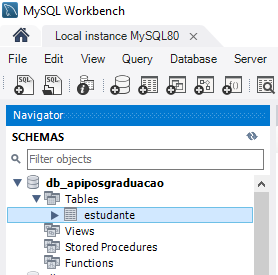 MySQL Workbench
Local instance MySQL80
File Edit View Query Database Server
SQL SQL
Navigator
SCHEMAS
Filter objects
db_apiposgraduacao
Tables
estudante
Views
Stored Procedures
Functions